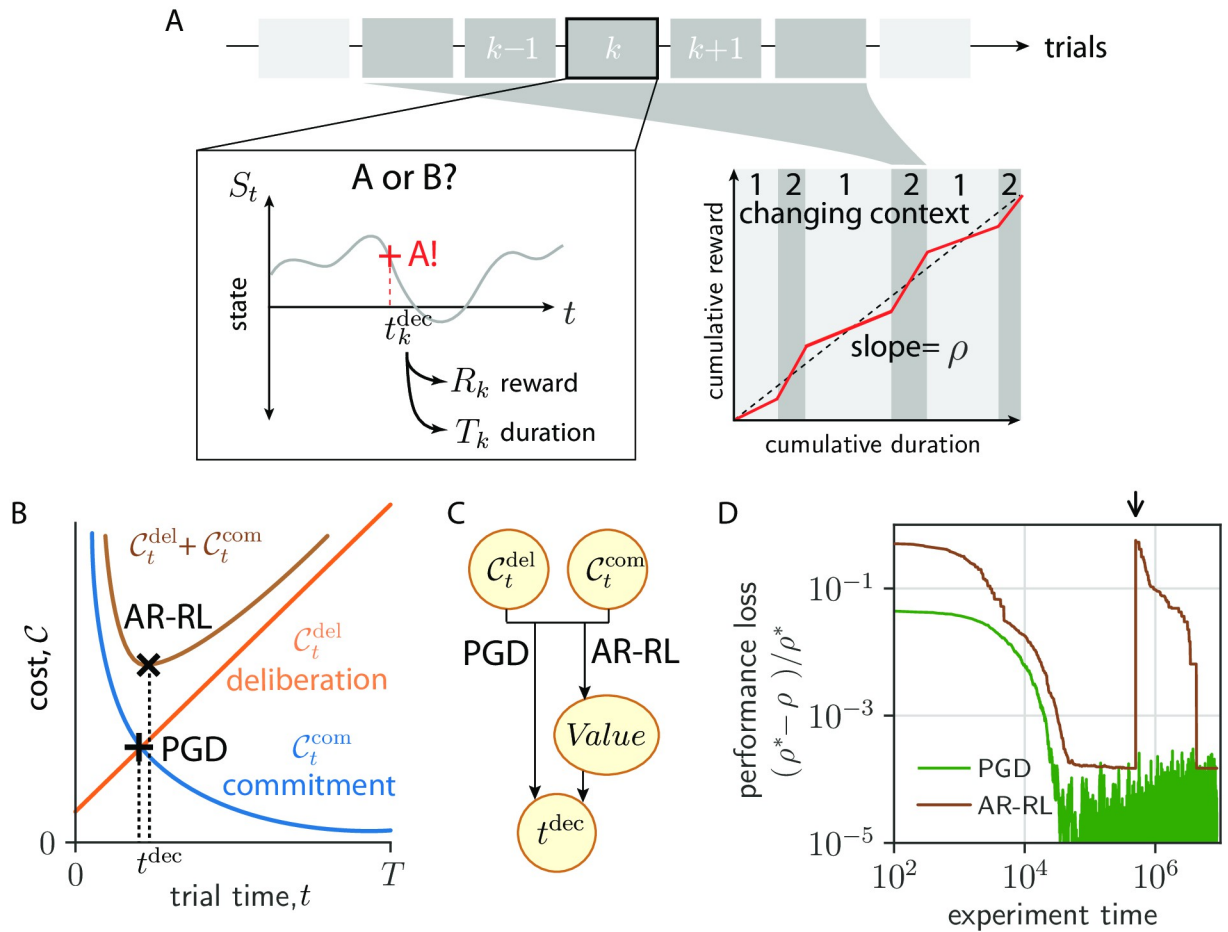 A
k−1
k
k+1
trials
A or B?
S_t
state
A!
t_k^dec
t
R_k reward
T_k duration
1 2 1 2 1 2
changing context
slope= ρ
cumulative reward
cumulative duration
B
C_t^del + C_t^com
AR-RL
C_t^del
deliberation
PGD
C_t^com
commitment
cost, C
0
t^dec
0
T
trial time, t
C
C_t^del
C_t^com
PGD
AR-RL
Value
t^dec
D
performance loss
(ρ* − ρ )/ρ*
10^−1
10^−3
10^−5
PGD
AR-RL
10^2
10^4
10^6
experiment time